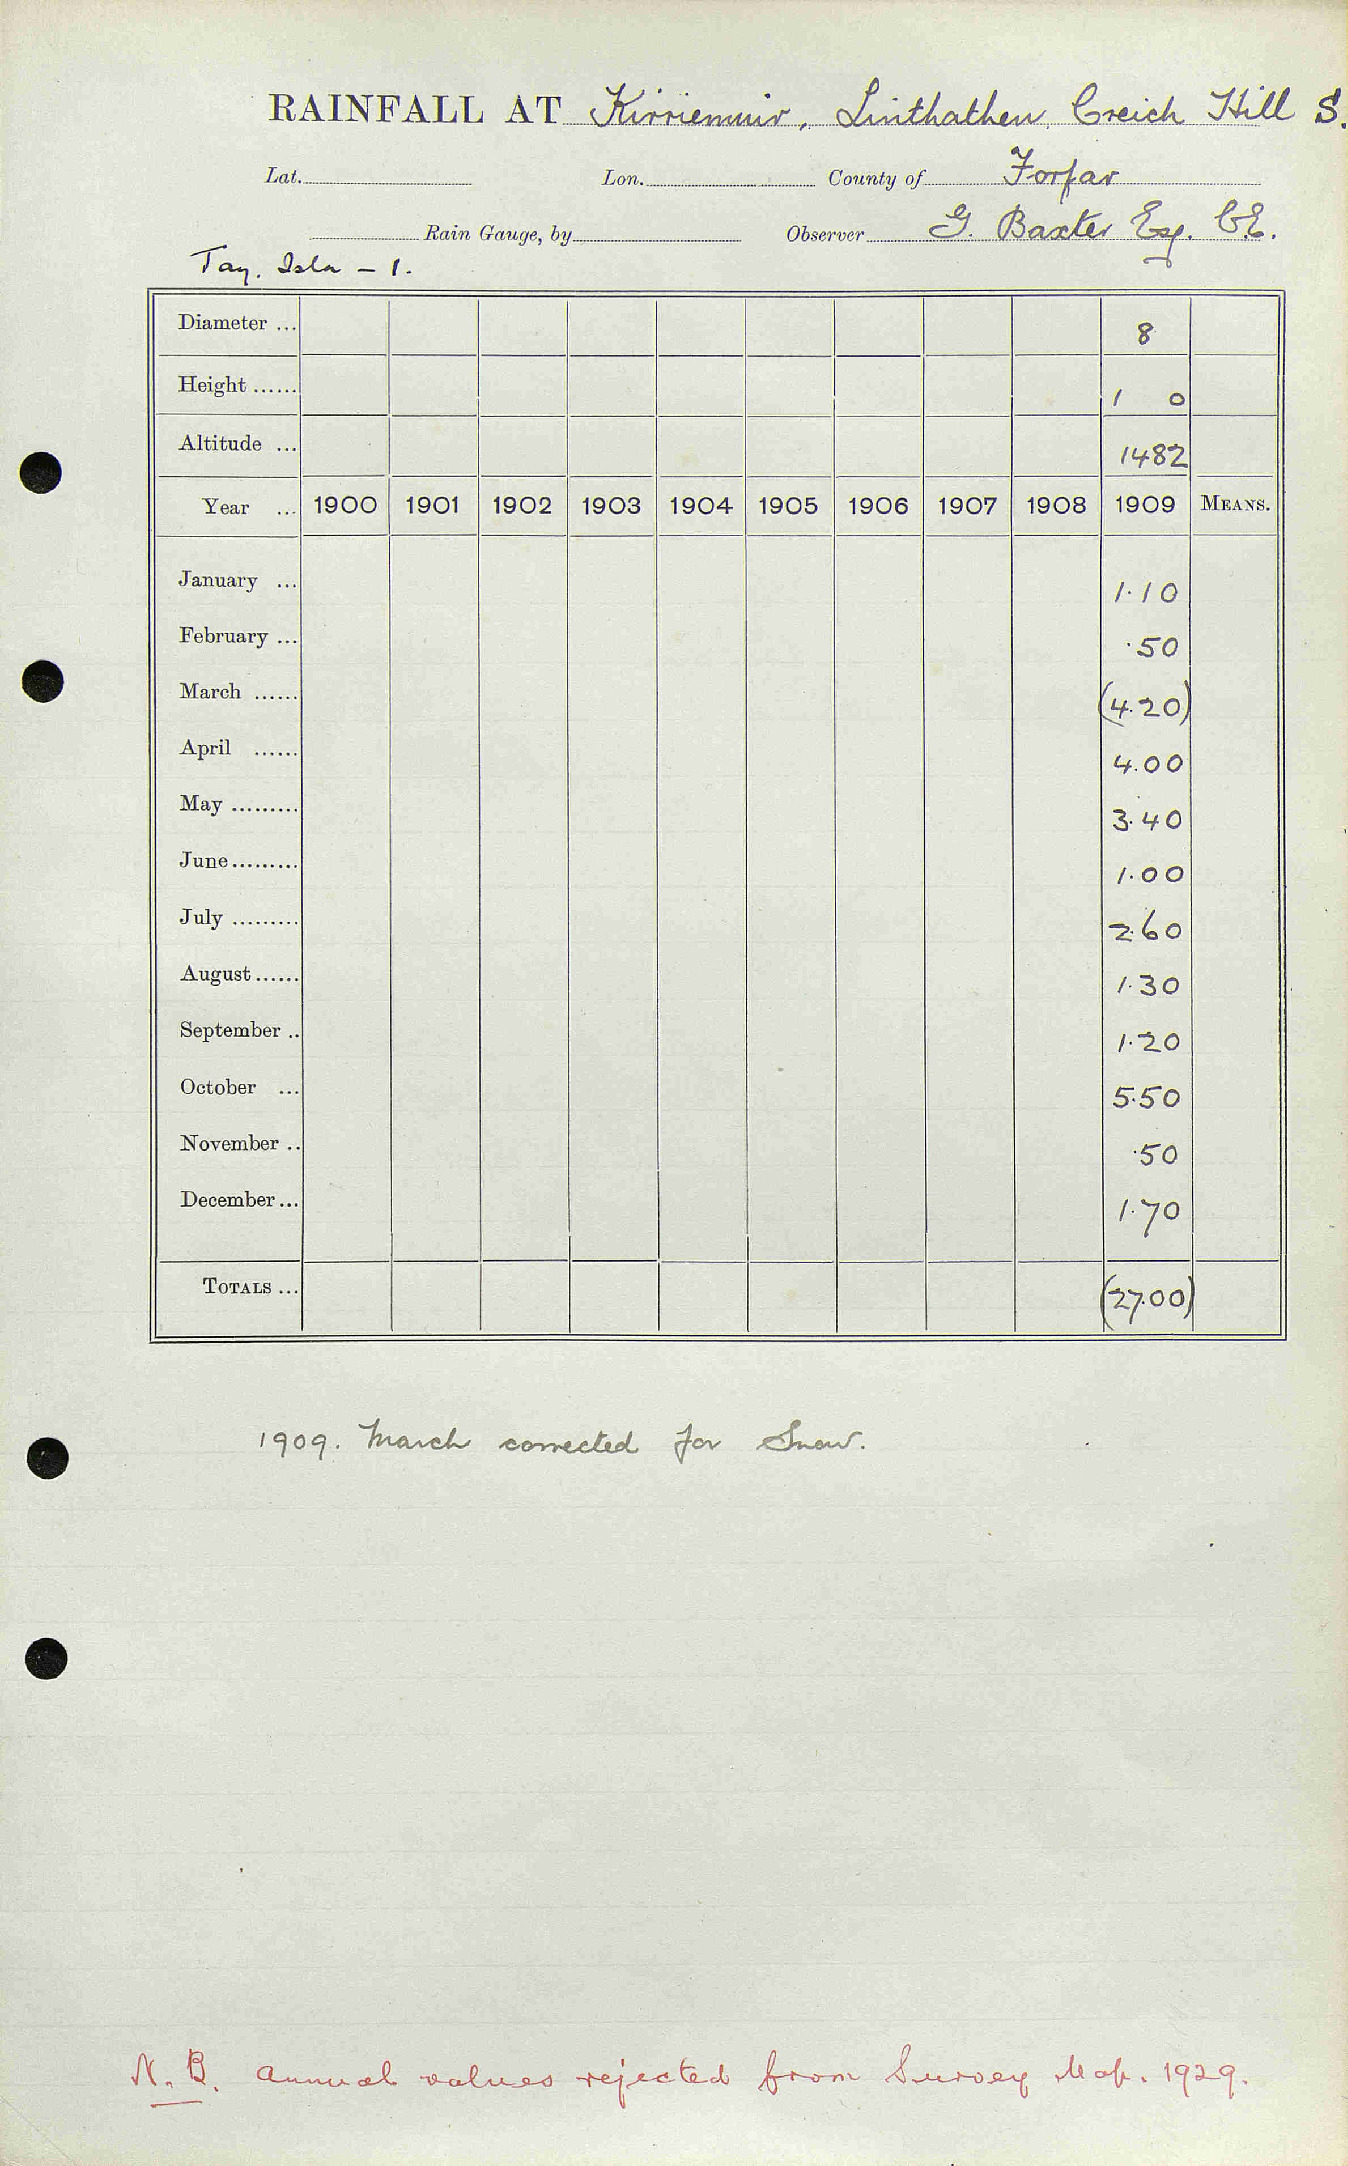 RAINFALL AT Kirriemuir, Linthathen, Creich Hill S.
Lat. Lon. County of Forfar
Rain Gauge, by Observer G. Baxter Esq. C.E.
Tay. Isla - 1.
Diameter ... 8
Height ...... 1 0
Altitude ... 1482
Year ... 1900 1901 1902 1903 1904 1905 1906 1907 1908 1909 MEANS.
January ... 1.10
February ... .50
March ...... (4.20)
April ...... 4.00
May ......... 3.40
June ......... 1.00
July ......... 2.60
August ...... 1.30
September .. 1.20
October ... 5.50
November .. .50
December ... 1.70
TOTALS ... (27.00)
1909. March corrected for Snow.
N.B. Annual values rejected from Survey Map. 1929.